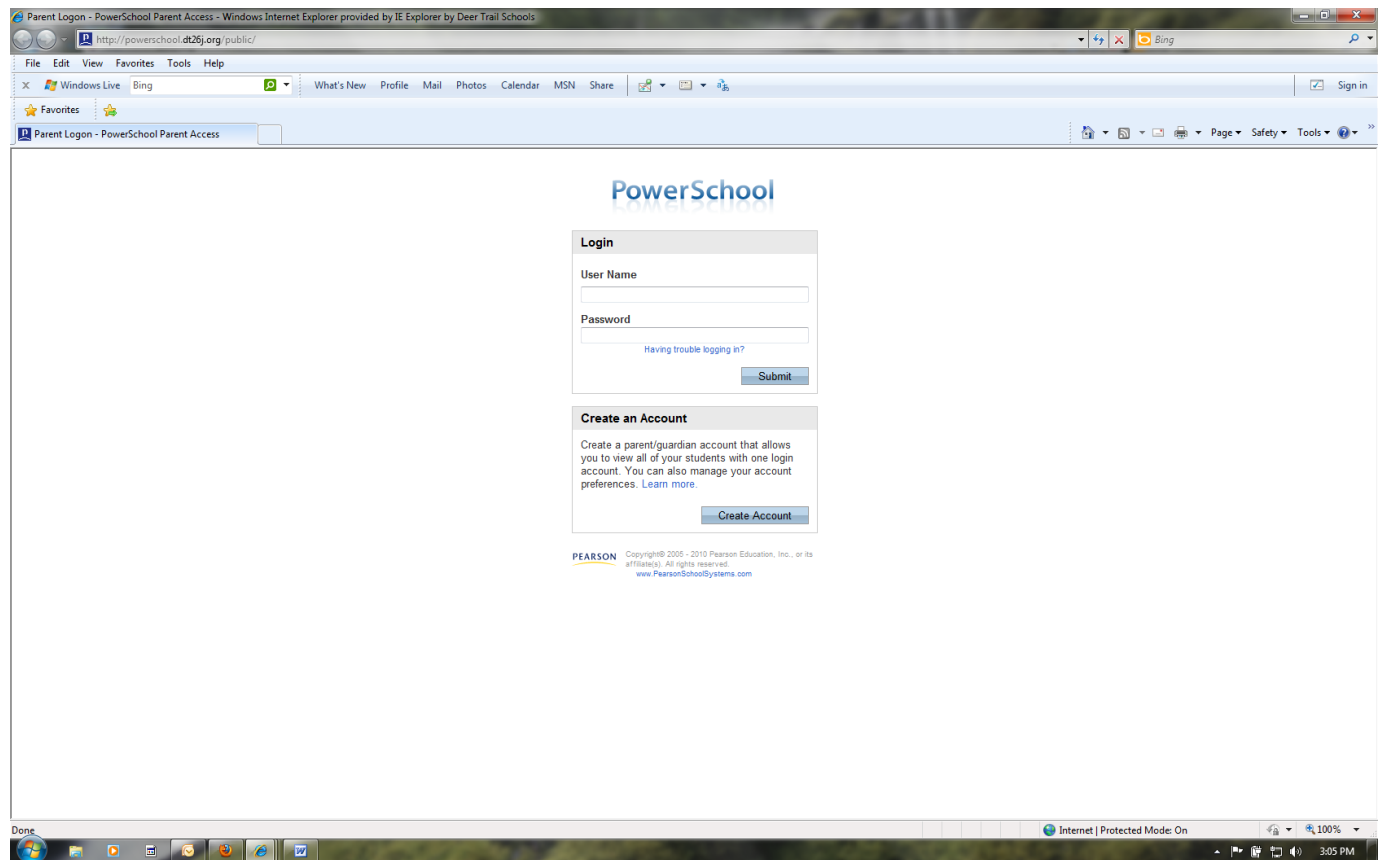 Parent Logon - PowerSchool Parent Access - Windows Internet Explorer provided by IE Explorer by Deer Trail Schools
http://powerschool.dt26j.org/public/
Bing
File Edit View Favorites Tools Help
x Windows Live Bing What's New Profile Mail Photos Calendar MSN Share Sign in
Favorites
Parent Logon - PowerSchool Parent Access Page Safety Tools
PowerSchool
Login
User Name
Password
Having trouble logging in?
Submit
Create an Account
Create a parent/guardian account that allows
you to view all of your students with one login
account. You can also manage your account
preferences. Learn more.
Create Account
PEARSON Copyright© 2005 - 2010 Pearson Education, Inc., or its
affiliate(s). All rights reserved.
www.PearsonSchoolSystems.com
Done Internet | Protected Mode: On 100%
3:05 PM